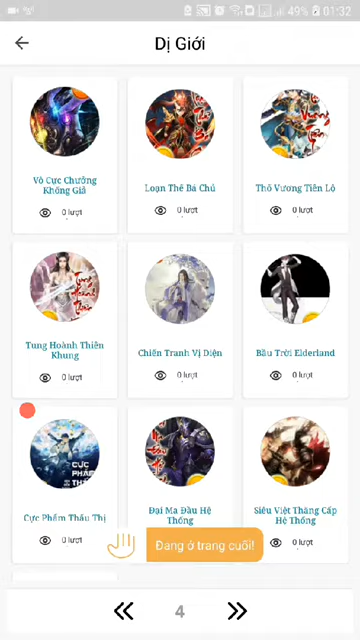 49% 01:32
Dị Giới
Vô Cực Chưởng
Khống Giả
0 lượt
Loạn Thế Bá Chủ
0 lượt
Thổ Vương Tiên Lộ
0 lượt
Tung Hoành Thiên
Khung
0 lượt
Chiến Tranh Vị Diện
0 lượt
Bầu Trời Elderland
0 lượt
CỰC
PHẨM
Cực Phẩm Thấu Thị
0 lượt
Đại Ma Đầu Hệ
Thống
Siêu Việt Thăng Cấp
Hệ Thống
0 lượt
Đang ở trang cuối!
4